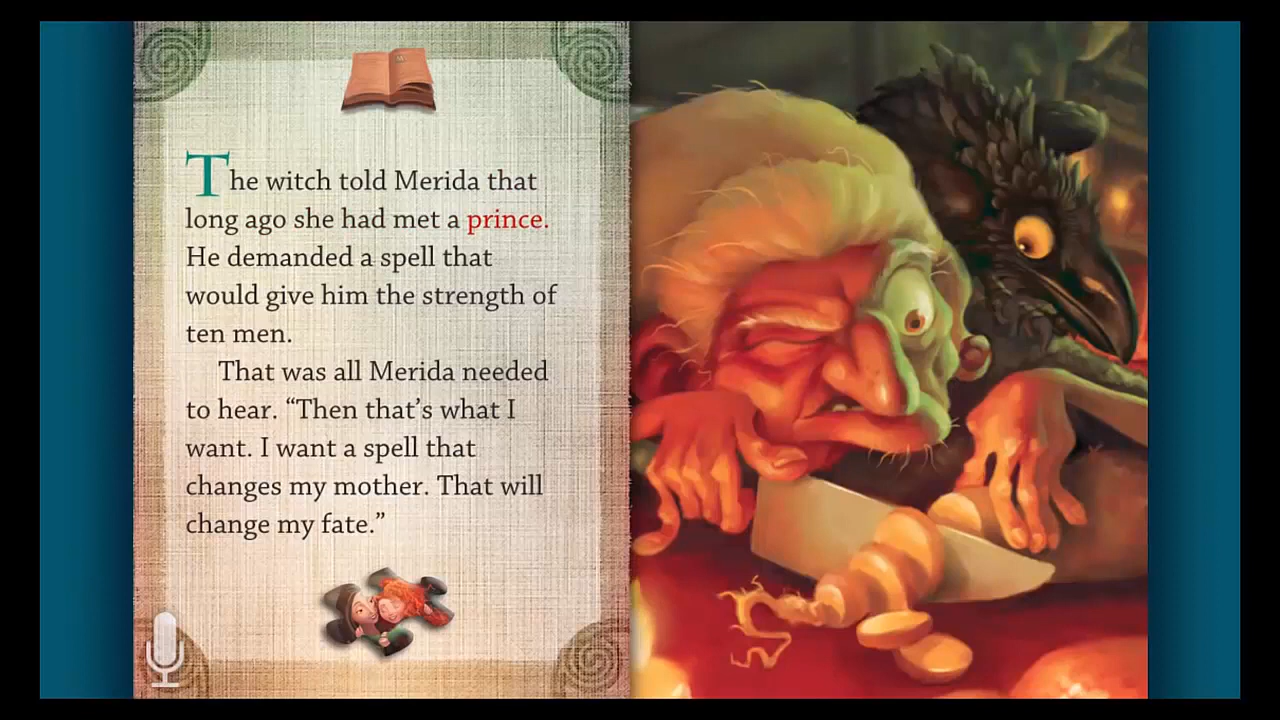 The witch told Merida that
long ago she had met a prince.
He demanded a spell that
would give him the strength of
ten men.
That was all Merida needed
to hear. “Then that’s what I
want. I want a spell that
changes my mother. That will
change my fate.”